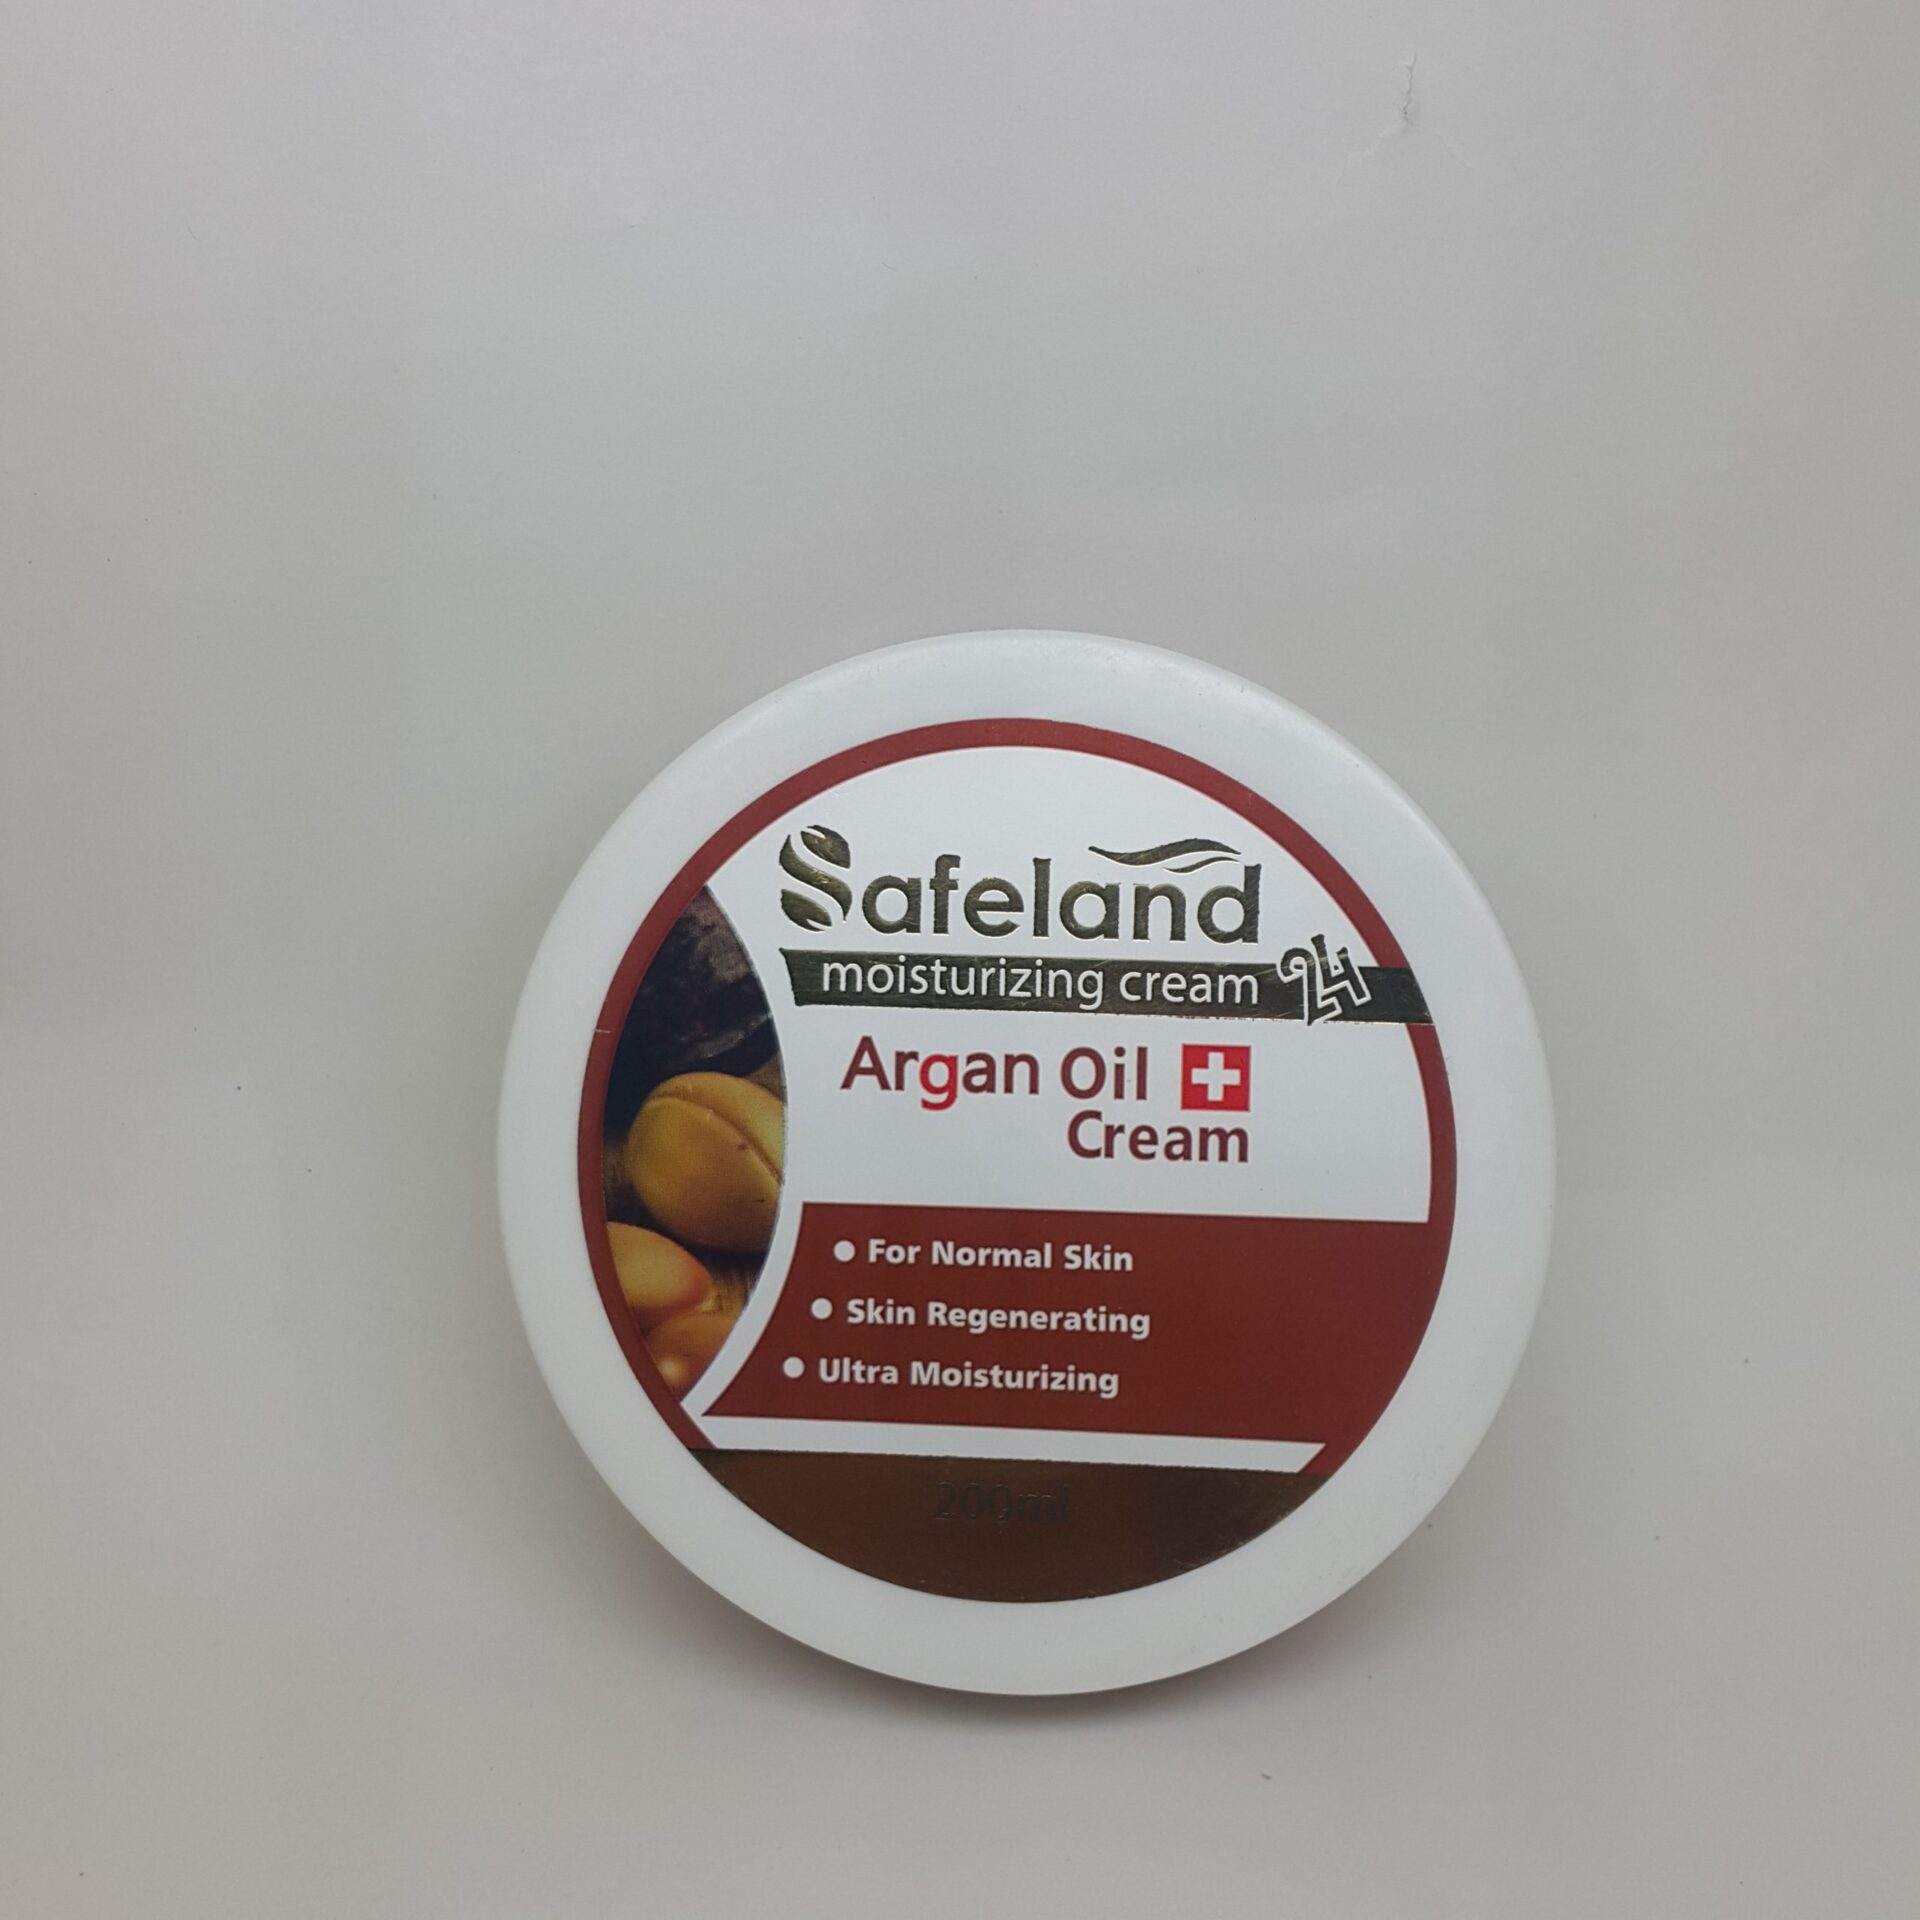 Safeland
moisturizing cream 24
Argan Oil
Cream
● For Normal Skin
● Skin Regenerating
● Ultra Moisturizing
200ml